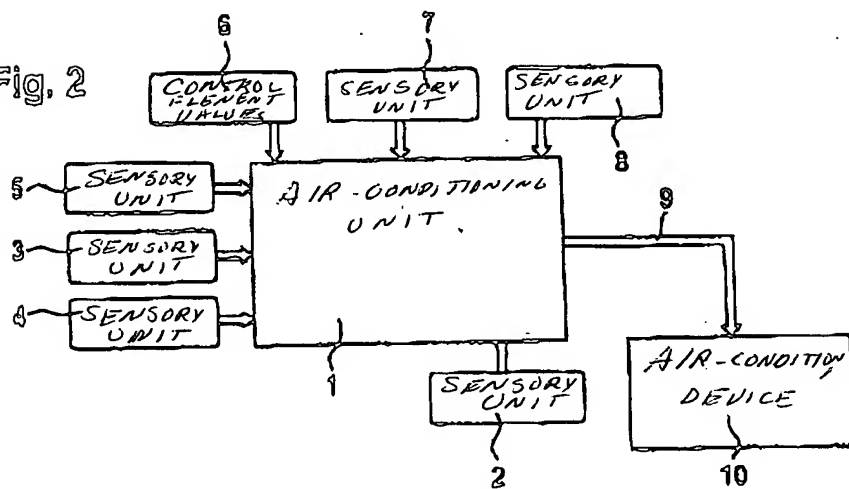 Fig. 2
6
7
CONTROL
ELEMENT
VALUES
SENSORY
UNIT
SENSORY
UNIT
8
5
SENSORY
UNIT
AIR-CONDITIONING
UNIT.
9
3
SENSORY
UNIT
4
SENSORY
UNIT
1
SENSORY
UNIT
2
AIR-CONDITION,
DEVICE
10